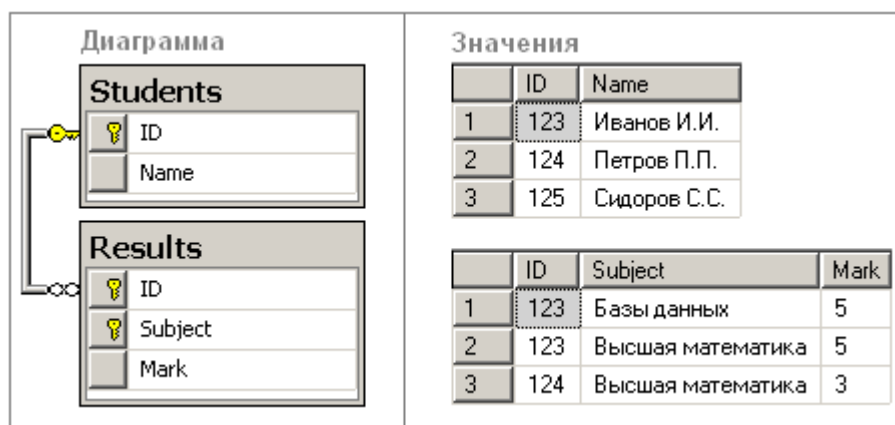 Диаграмма
Students
ID
Name
Results
ID
Subject
Mark
Значения
ID Name
1 123 Иванов И.И.
2 124 Петров П.П.
3 125 Сидоров С.С.
ID Subject Mark
1 123 Базы данных 5
2 123 Высшая математика 5
3 124 Высшая математика 3